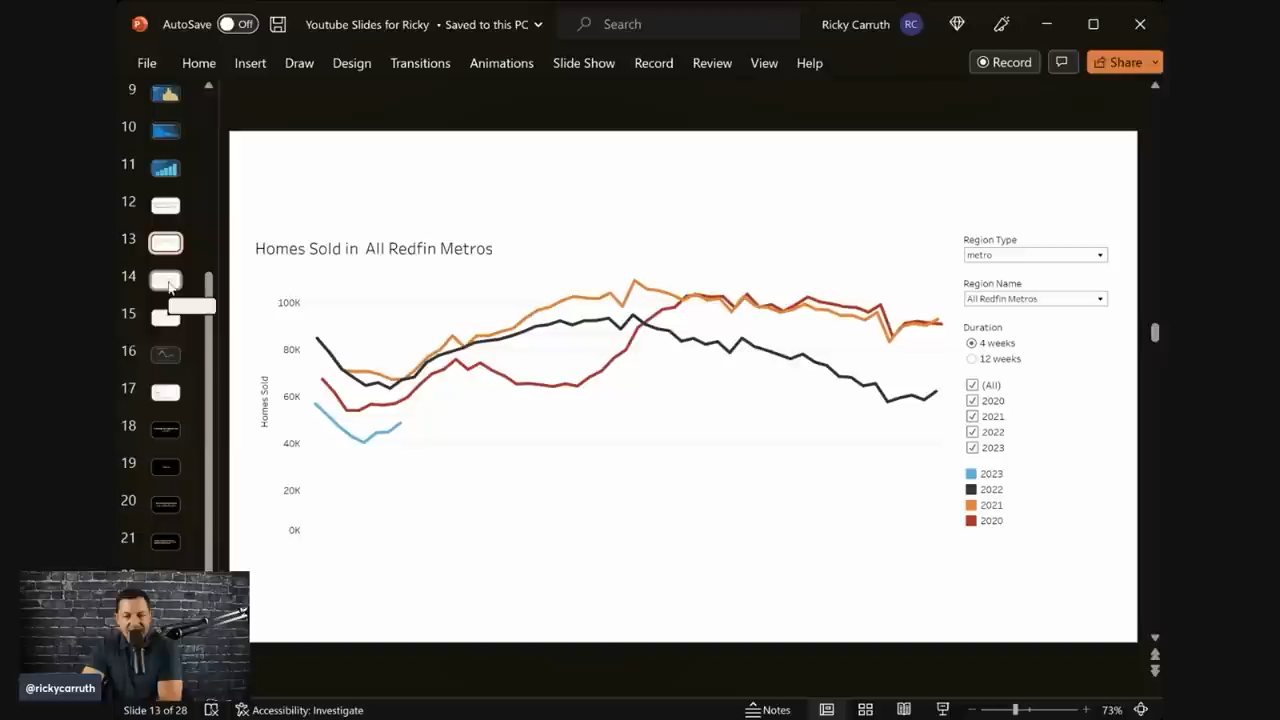 AutoSave Off Youtube Slides for Ricky • Saved to this PC Search Ricky Carruth RC
File Home Insert Draw Design Transitions Animations Slide Show Record Review View Help Record Share
9
10
11
12
13
14
15
16
17
18
19
20
21
Homes Sold in All Redfin Metros
Homes Sold
100K
80K
60K
40K
20K
0K
Region Type
metro
Region Name
All Redfin Metros
Duration
4 weeks
12 weeks
(All)
2020
2021
2022
2023
2023
2022
2021
2020
@rickycarruth
Slide 13 of 28 Accessibility: Investigate Notes 73%